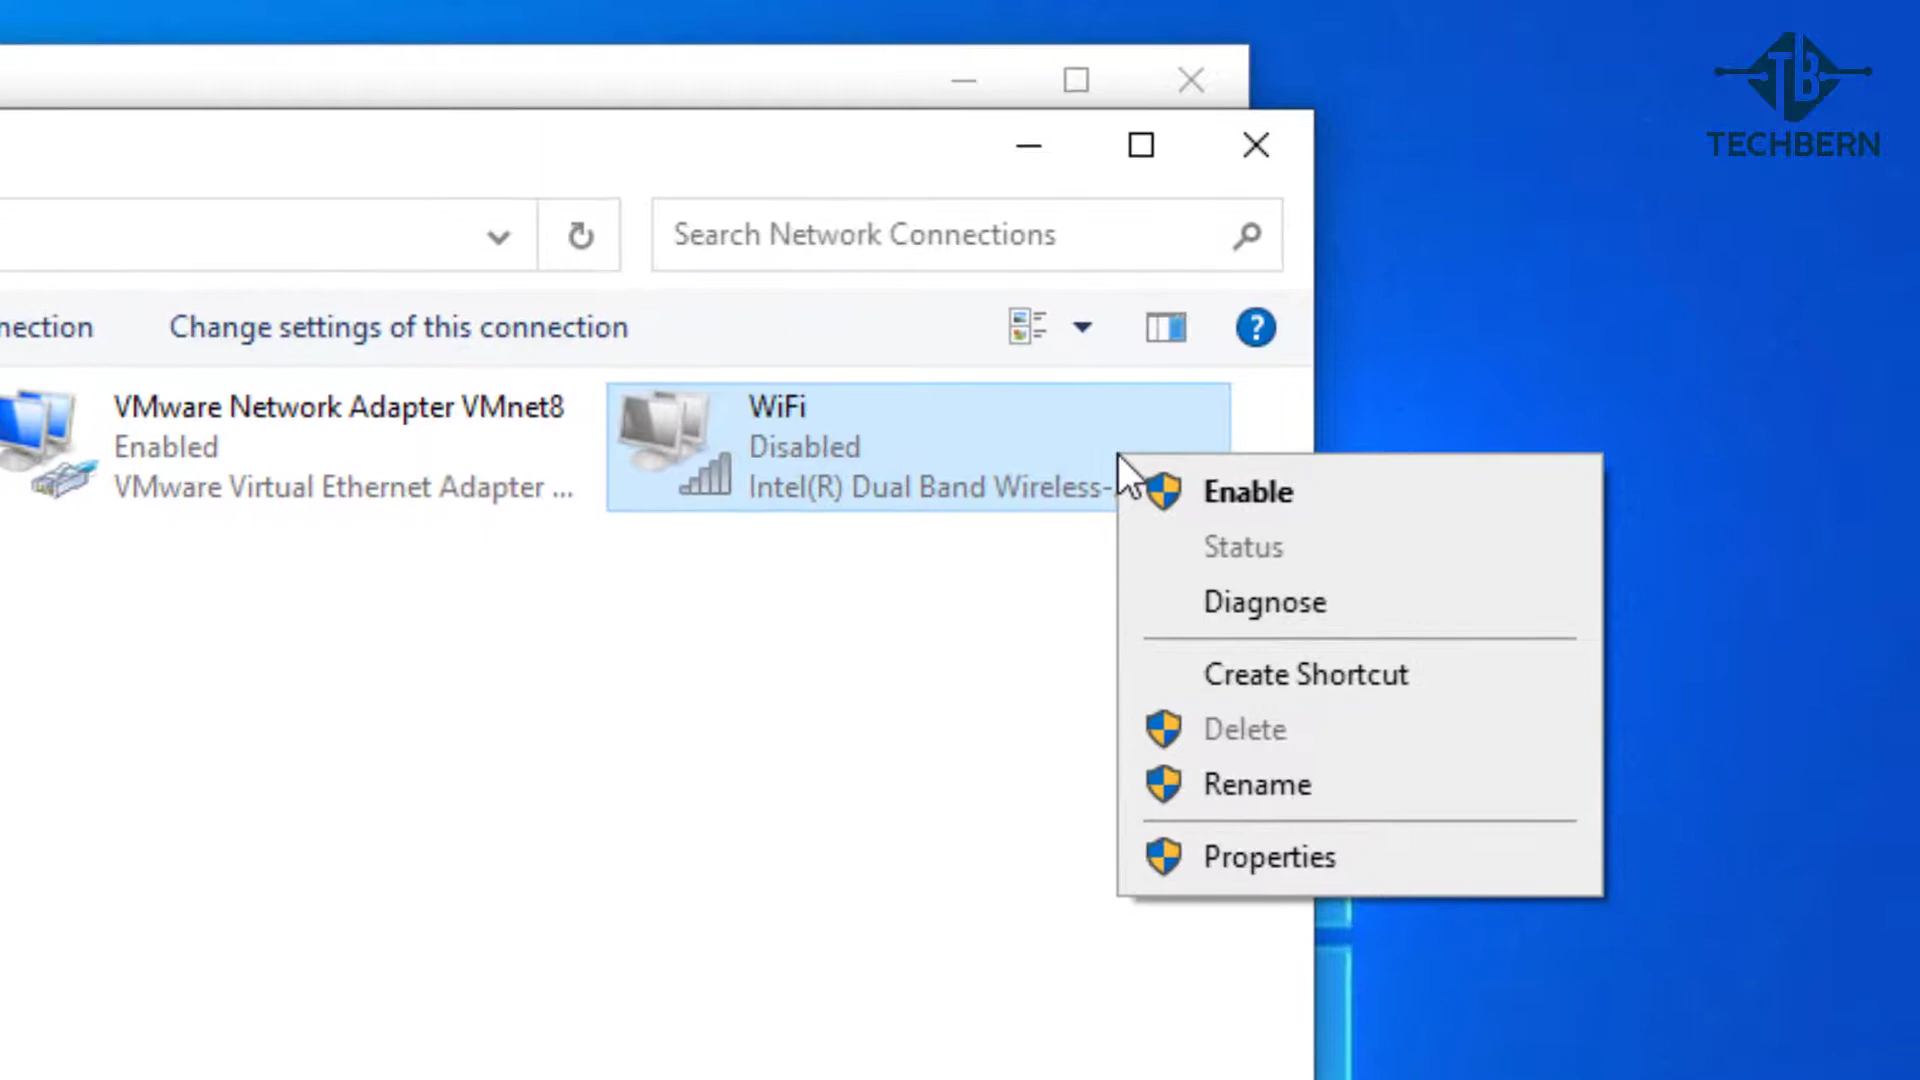 TB
TECHBERN
Search Network Connections
nection
Change settings of this connection
?
VMware Network Adapter VMnet8
Enabled
VMware Virtual Ethernet Adapter ...
WiFi
Disabled
Intel(R) Dual Band Wireless-
Enable
Status
Diagnose
Create Shortcut
Delete
Rename
Properties